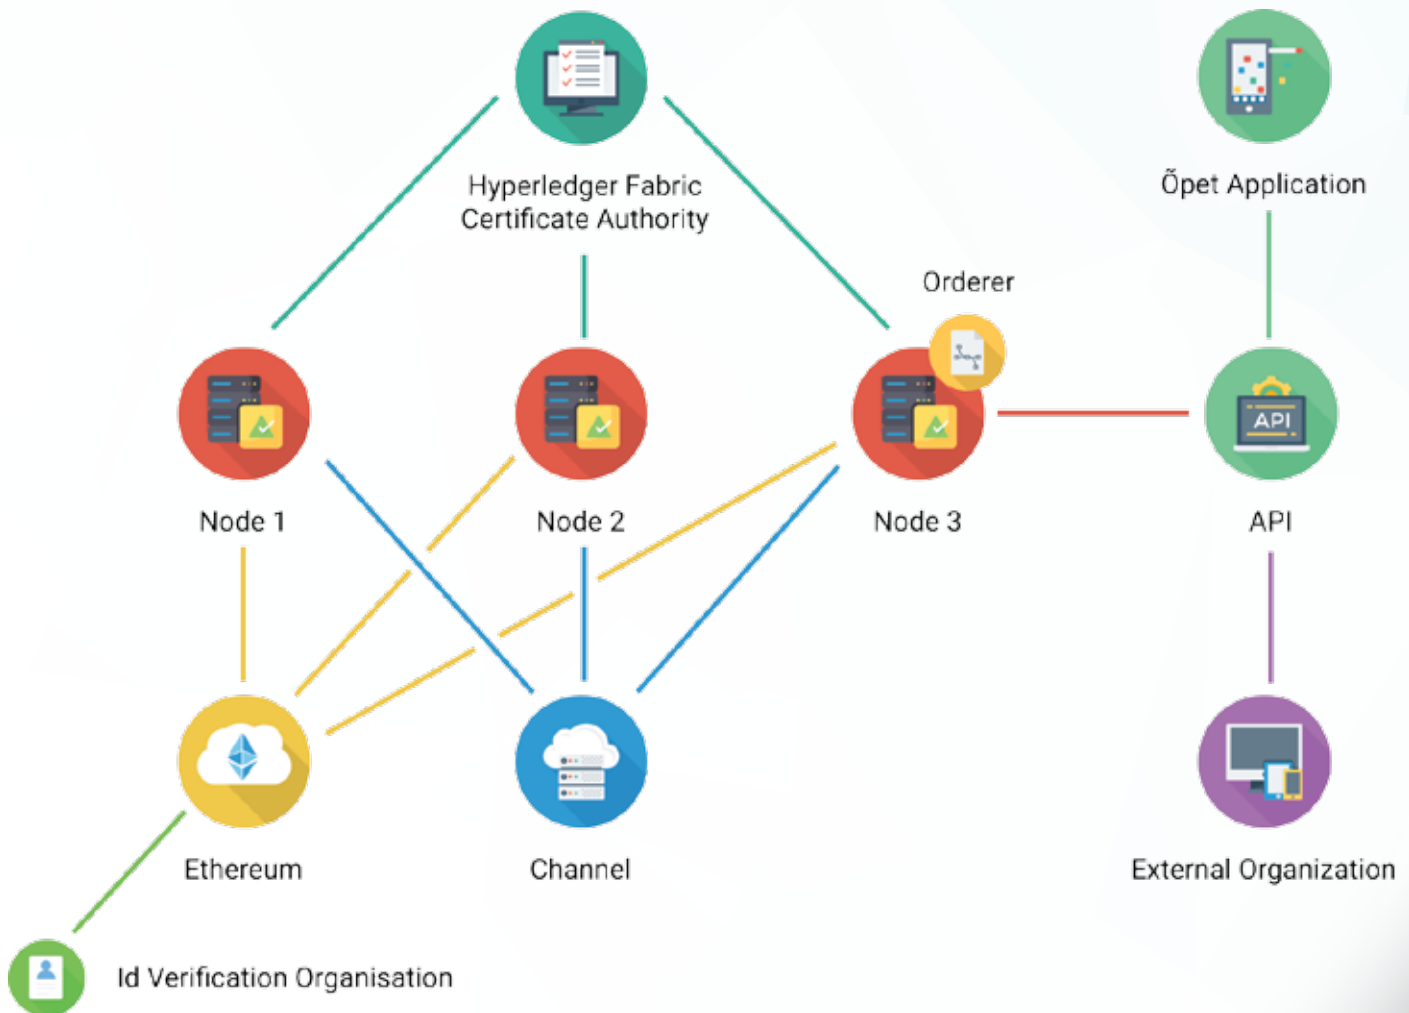 Hyperledger Fabric
Certificate Authority
Őpet Application
Orderer
Node 1
Node 2
Node 3
API
API
Ethereum
Channel
External Organization
Id Verification Organisation